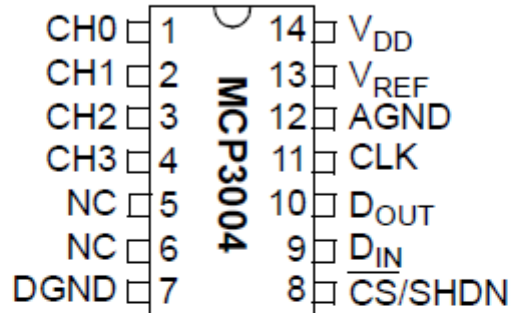 CH0 1 14 VDD
CH1 2 13 VREF
CH2 3 12 AGND
CH3 4 11 CLK
NC 5 10 DOUT
NC 6 9 DIN
DGND 7 8 CS/SHDN
MCP3004